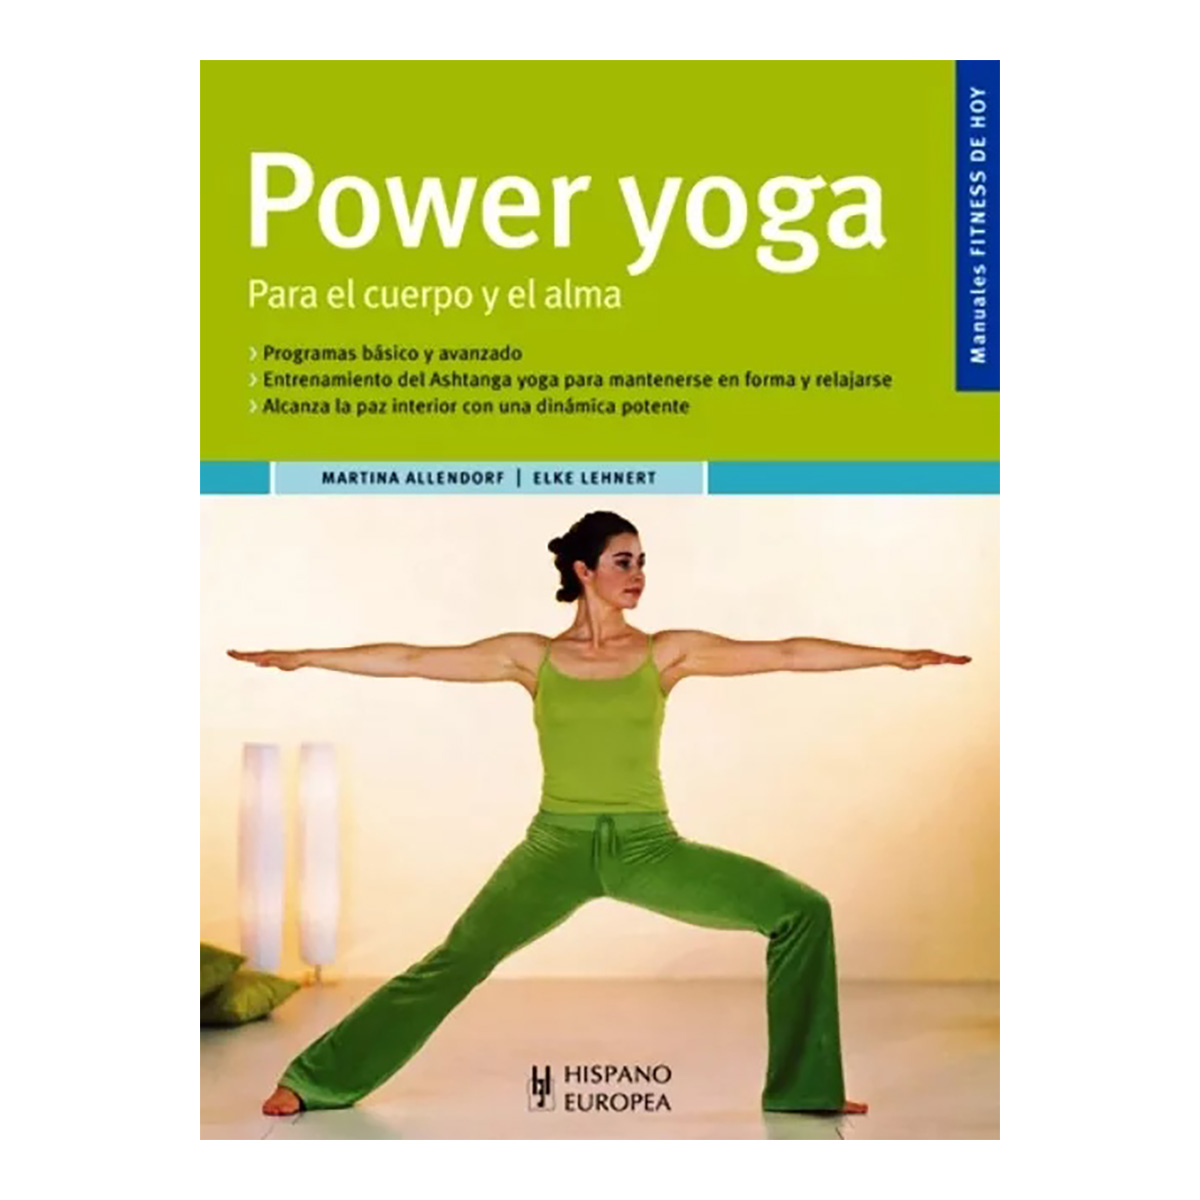 Power yoga
Para el cuerpo y el alma
› Programas básico y avanzado
› Entrenamiento del Ashtanga yoga para mantenerse en forma y relajarse
› Alcanza la paz interior con una dinámica potente
Manuales FITNESS DE HOY
MARTINA ALLENDORF | ELKE LEHNERT
HISPANO
EUROPEA